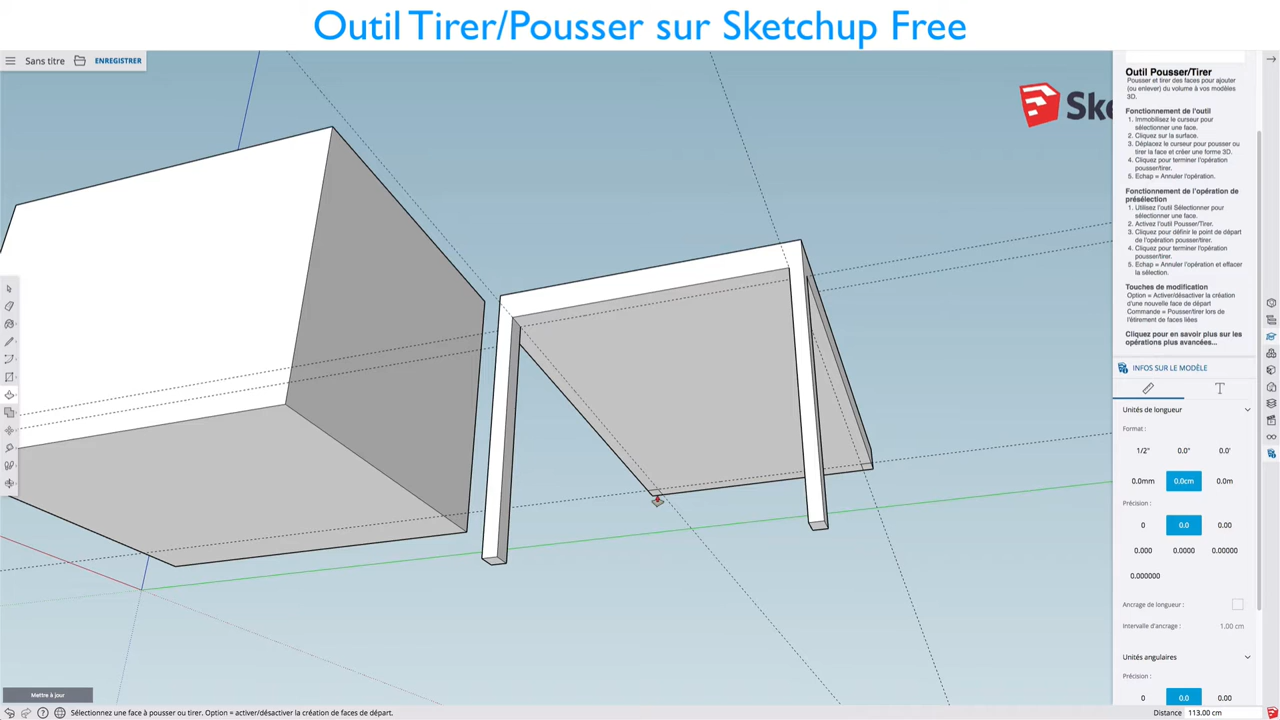 Outil Tirer/Pousser sur Sketchup Free
Sans titre
ENREGISTRER
Ske
Outil Pousser/Tirer
Pousser et tirer des faces pour ajouter
(ou enlever) du volume à vos modèles
3D.
Fonctionnement de l'outil
1. Immobilisez le curseur pour
sélectionner une face.
2. Cliquez sur la surface.
3. Déplacez le curseur pour pousser
ou tirer la face et créer une forme 3D.
4. Cliquez pour terminer l'opération
pousser/tirer.
5. Echap = Annuler l'opération.
Fonctionnement de l'opération de
présélection
1. Utilisez l'outil Sélectionner pour
sélectionner une face.
2. Activez l'outil Pousser/Tirer.
3. Cliquez pour définir le point de départ
de l'opération pousser/tirer.
4. Cliquez pour terminer l'opération
pousser/tirer.
5. Echap = Annuler l'opération et effacer
la sélection.
Touches de modification
Option = Activer/désactiver la création
d'une nouvelle face de départ
Commande = Pousser/tirer lors de
l'étirement de faces liées
Cliquez pour en savoir plus sur les
opérations plus avancées...
INFOS SUR LE MODÈLE
T
Unités de longueur
Format :
1/2" 0.0" 0.0'
0.0mm 0.0cm 0.0m
Précision :
0 0.0 0.00
0.000 0.0000 0.00000
0.000000
Ancrage de longueur :
Intervalle d'ancrage : 1.00 cm
Unités angulaires
0 0.0 0.00
Mettre à jour
Sélectionnez une face à pousser ou tirer. Option = activer/désactiver la création de faces de départ.
Distance 113.00 cm